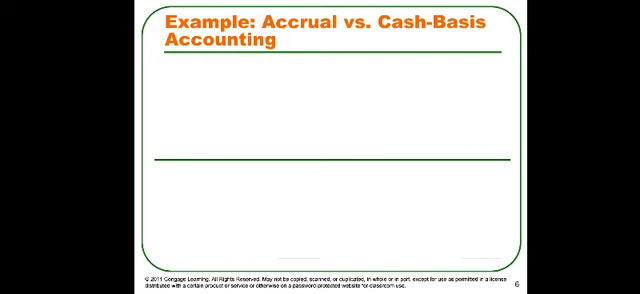 Example: Accrual vs. Cash-Basis
Accounting
© 2011 Cengage Learning. All Rights Reserved. May not be copied, scanned, or duplicated, in whole or in part, except for use as permitted in a license
distributed with a certain product or service or otherwise on a password-protected website for classroom use.
6